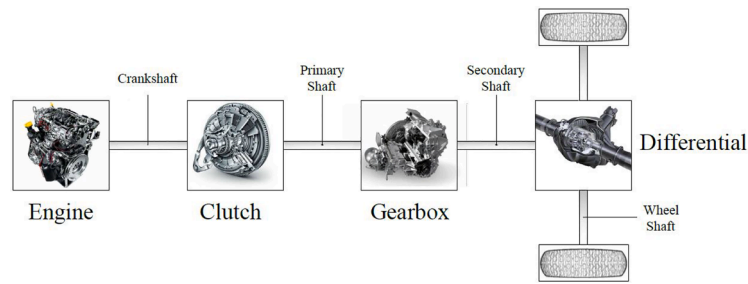 Crankshaft
Primary
Shaft
Secondary
Shaft
Engine
Clutch
Gearbox
Differential
Wheel
Shaft